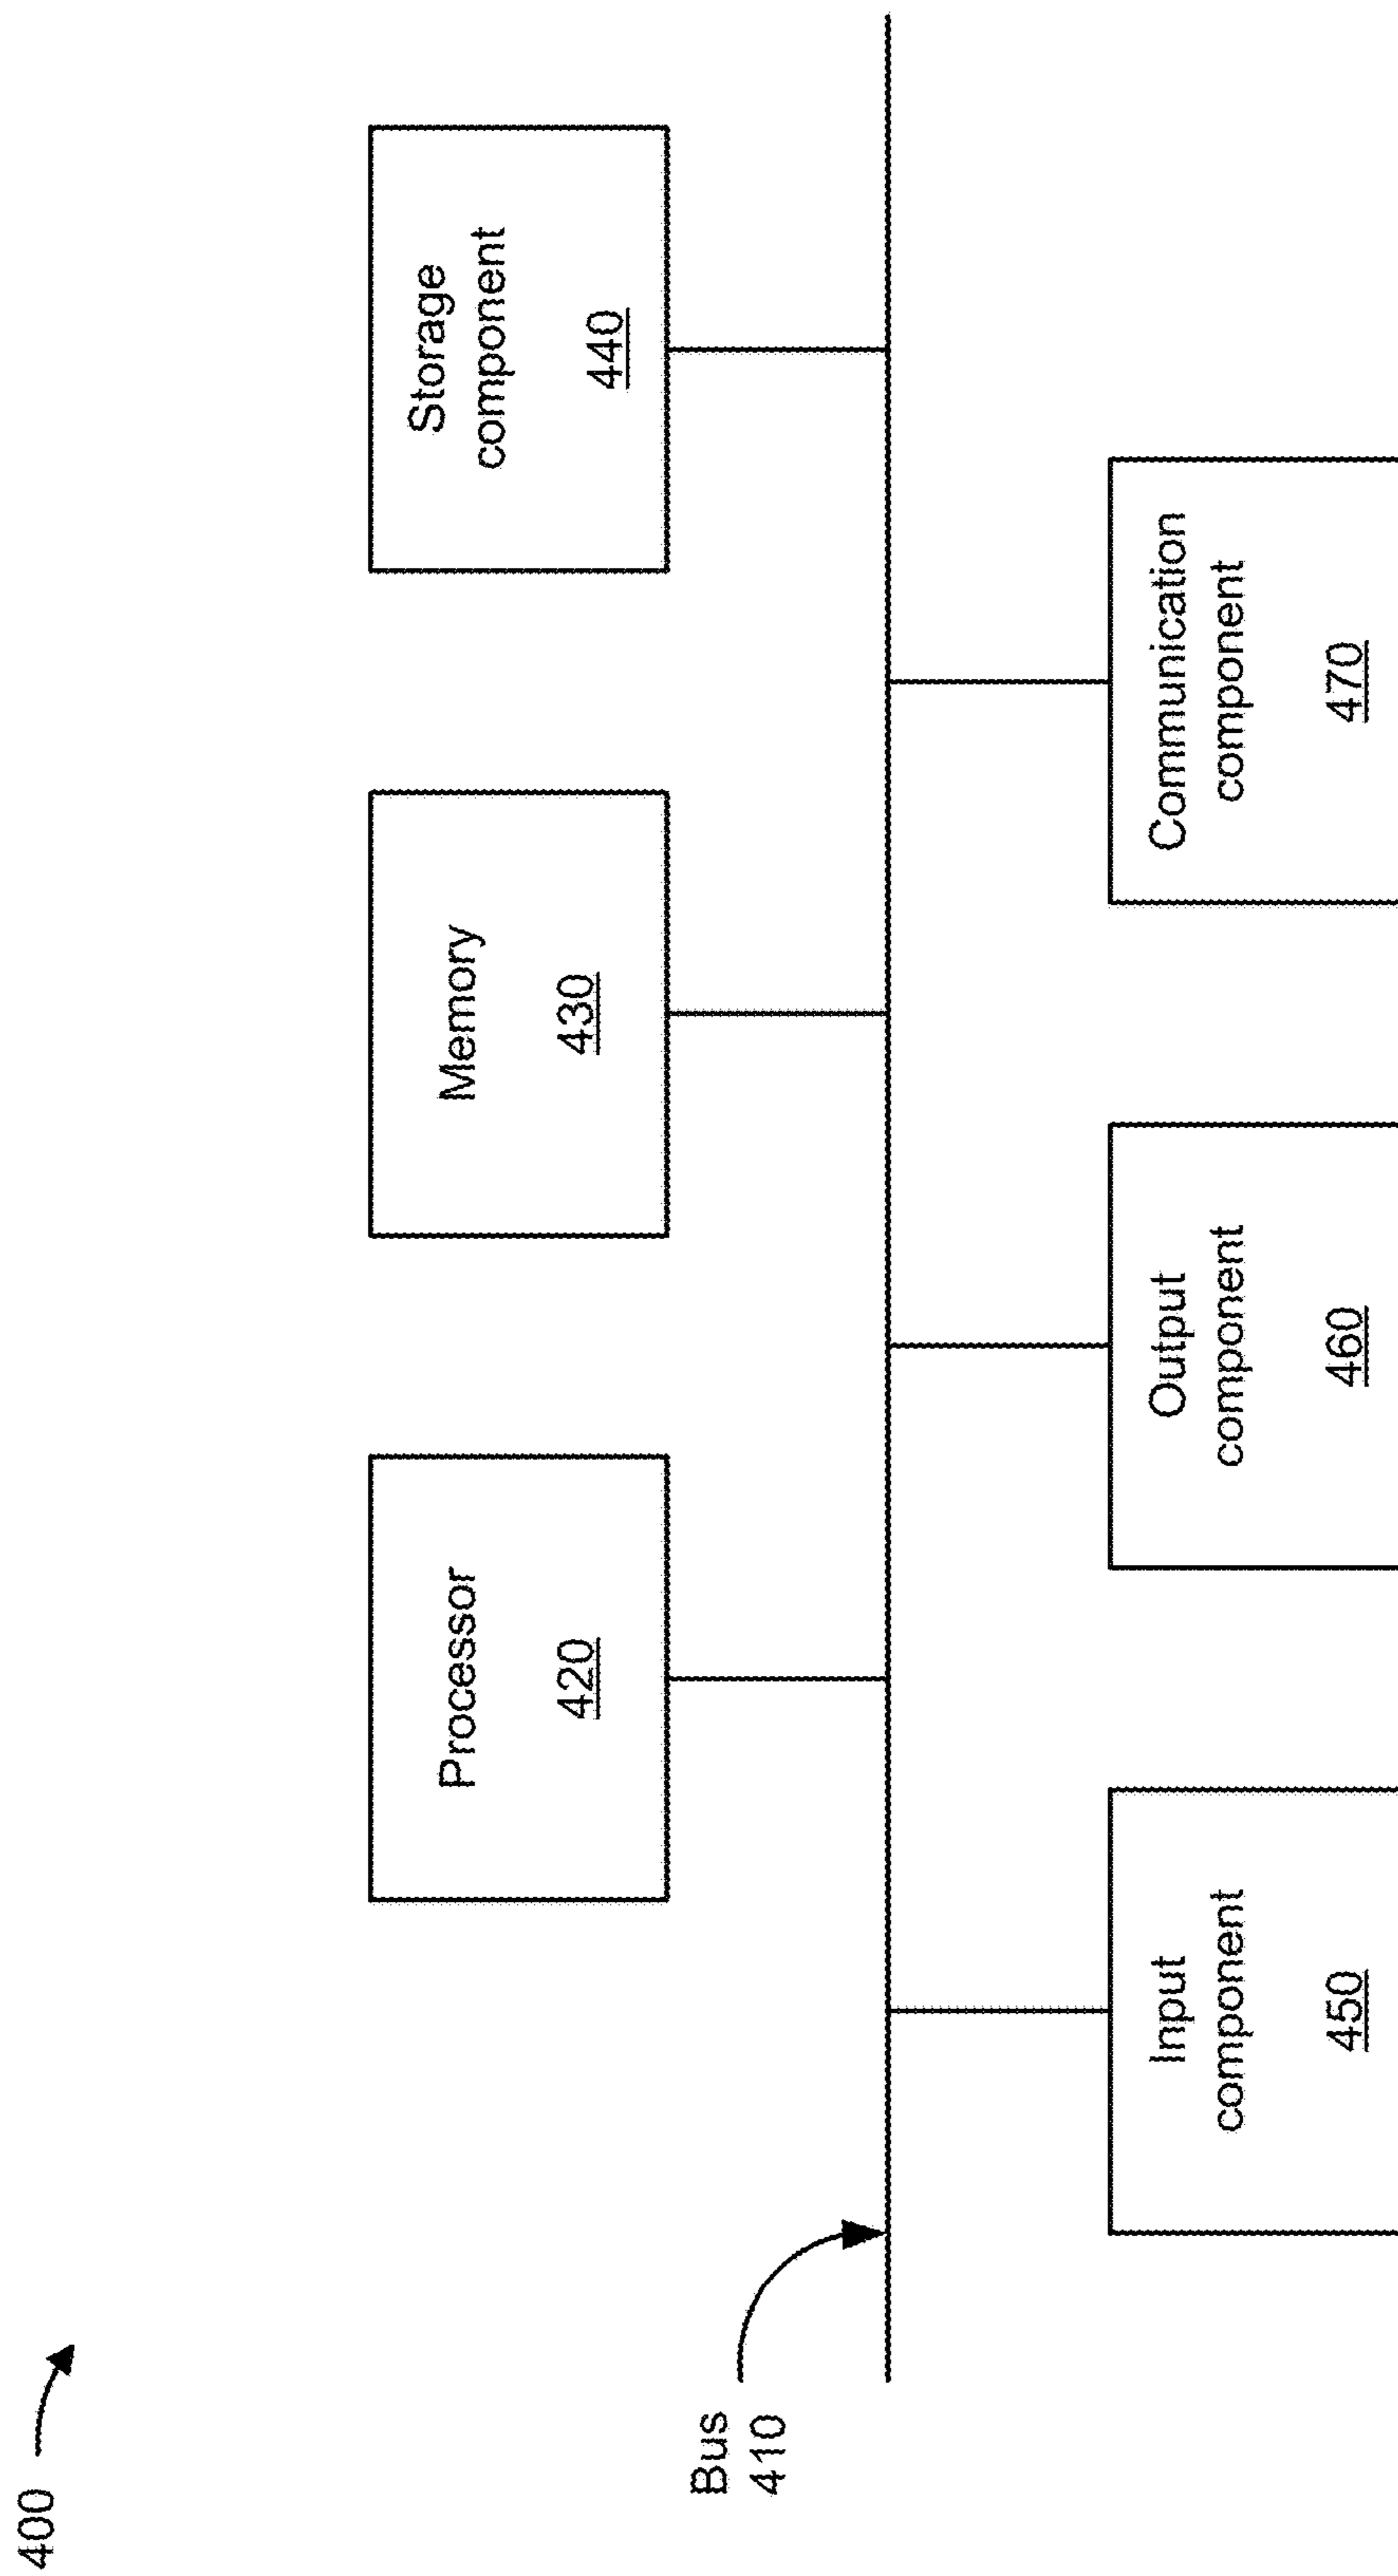 400
Processor
420
Memory
430
Storage
component
440
Bus
410
Input
component
450
Output
component
460
Communication
component
470